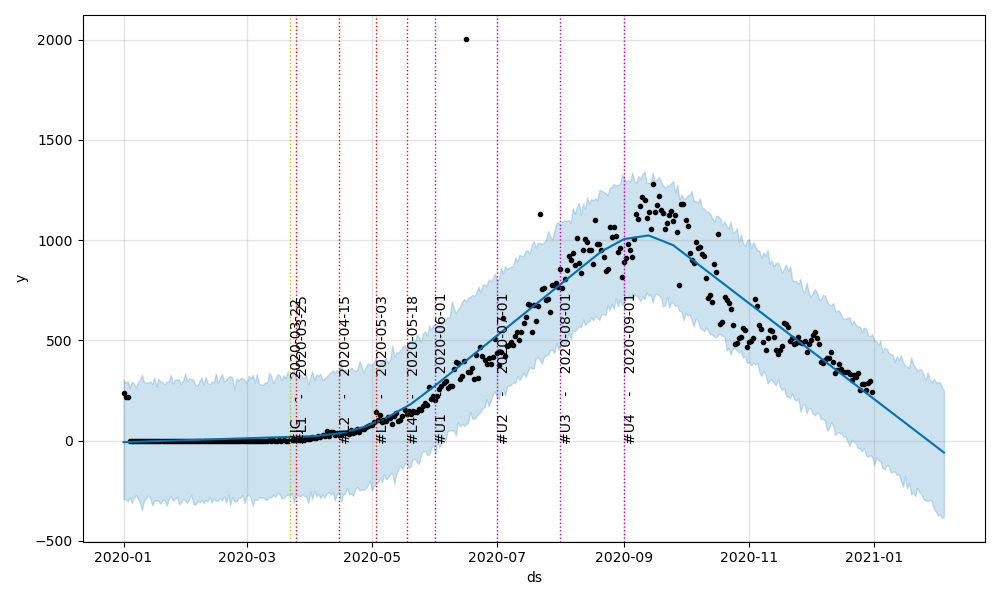 2000
1500
1000
500
0
−500
y
#JC - 2020-03-22
#L1 - 2020-03-25
#L2 - 2020-04-15
#L3 - 2020-05-03
#L4 - 2020-05-18
#U1 - 2020-06-01
#U2 - 2020-07-01
#U3 - 2020-08-01
#U4 - 2020-09-01
2020-01
2020-03
2020-05
2020-07
2020-09
2020-11
2021-01
ds